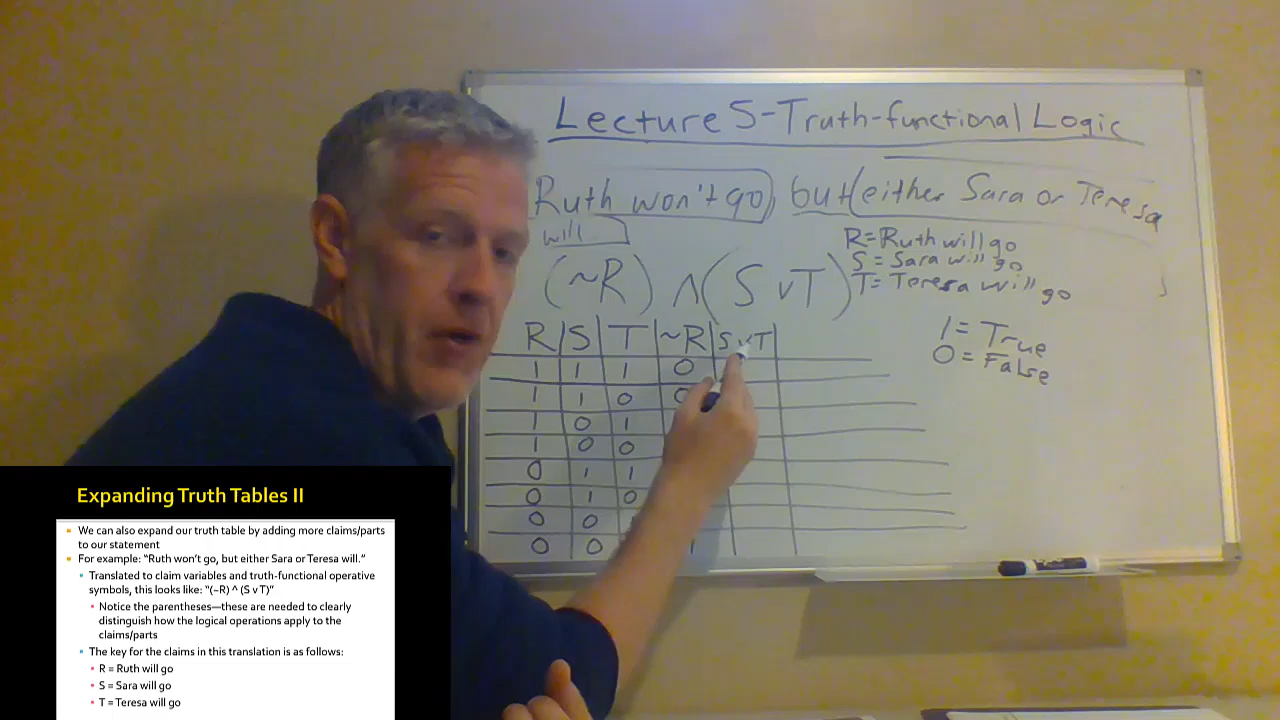 Lecture 5-Truth-functional Logic
Ruth won't go, but (either Sara or Teresa
will
R=Ruth will go
S = Sara will go
T= Teresa will go
(~R) ∧ (S v T)
1 = True
0 = False
R S T ~R S v T
1 1 1 0
1 1 0 0
1 0 1
1 0 0
0 1 1
0 1 0
0 0
0 0 1
Expanding Truth Tables II
We can also expand our truth table by adding more claims/parts
to our statement
For example: “Ruth won’t go, but either Sara or Teresa will.”
Translated to claim variables and truth-functional operative
symbols, this looks like: “(~R) ^ (S v T)”
Notice the parentheses—these are needed to clearly
distinguish how the logical operations apply to the
claims/parts
The key for the claims in this translation is as follows:
R = Ruth will go
S = Sara will go
T = Teresa will go